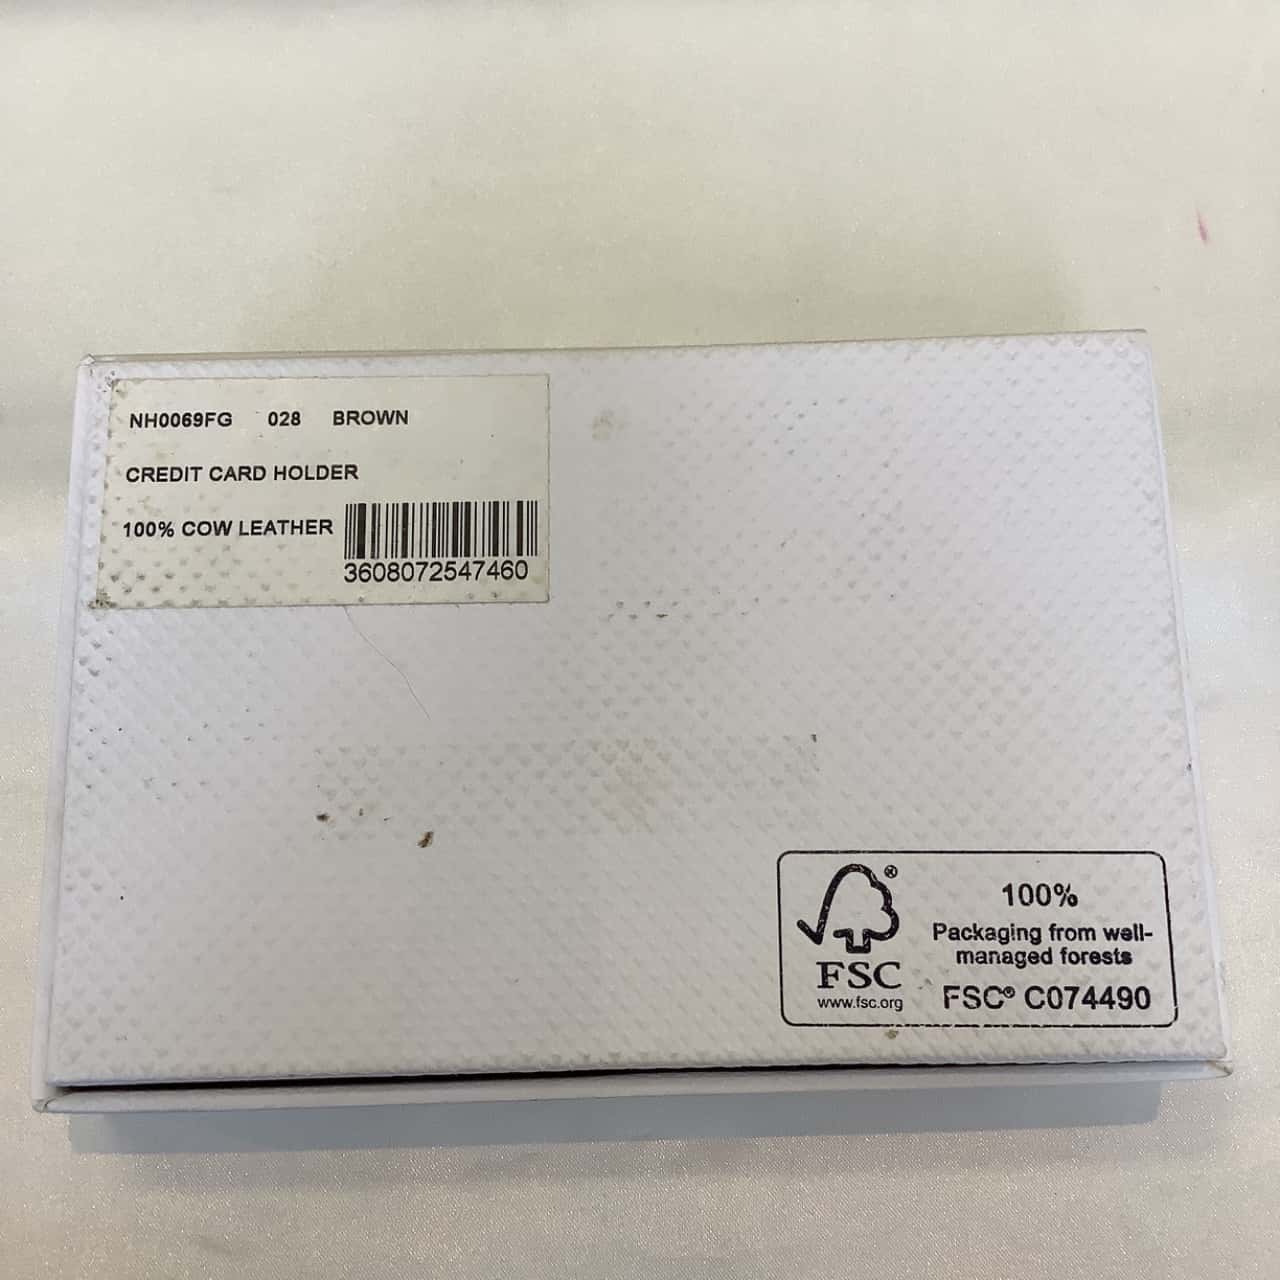 NH0069FG 028 BROWN
CREDIT CARD HOLDER
100% COW LEATHER
3608072547460
®
FSC
www.fsc.org
100%
Packaging from well-
managed forests
FSC® C074490